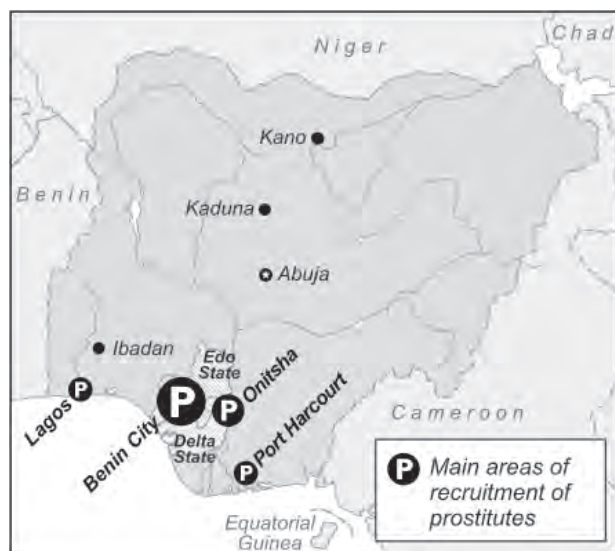 Niger
Chad
Kano
Benin
Kaduna
Abuja
Ibadan
Edo
State
P
Lagos
P
Benin City
P
Onitsha
Delta
State
P
Port Harcourt
Cameroon
P
Main areas of
recruitment of
prostitutes
Equatorial
Guinea